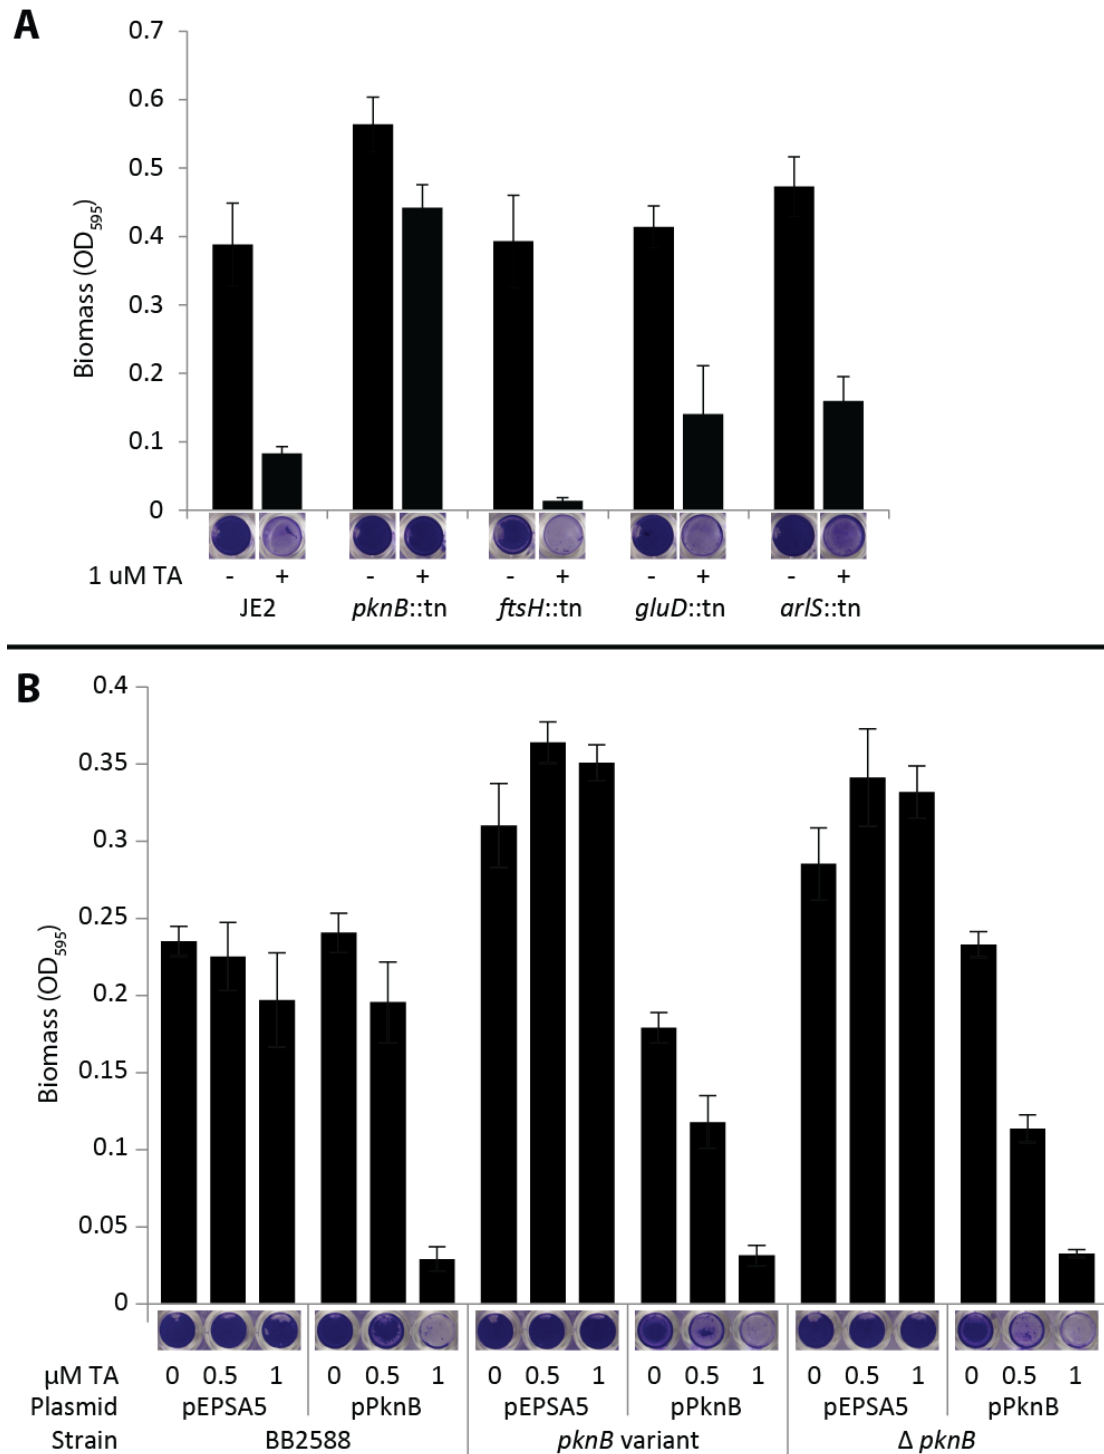 A
0.7
0.6
0.5
0.4
0.3
0.2
0.1
0
Biomass (OD595)
1 uM TA - + - + - + - + - +
JE2 pknB::tn ftsH::tn gluD::tn arlS::tn
B
0.4
0.35
0.3
0.25
0.2
0.15
0.1
0.05
0
Biomass (OD595)
µM TA 0 0.5 1 0 0.5 1 0 0.5 1 0 0.5 1 0 0.5 1 0 0.5 1
Plasmid pEPSA5 pPknB pEPSA5 pPknB pEPSA5 pPknB
Strain BB2588 pknB variant Δ pknB